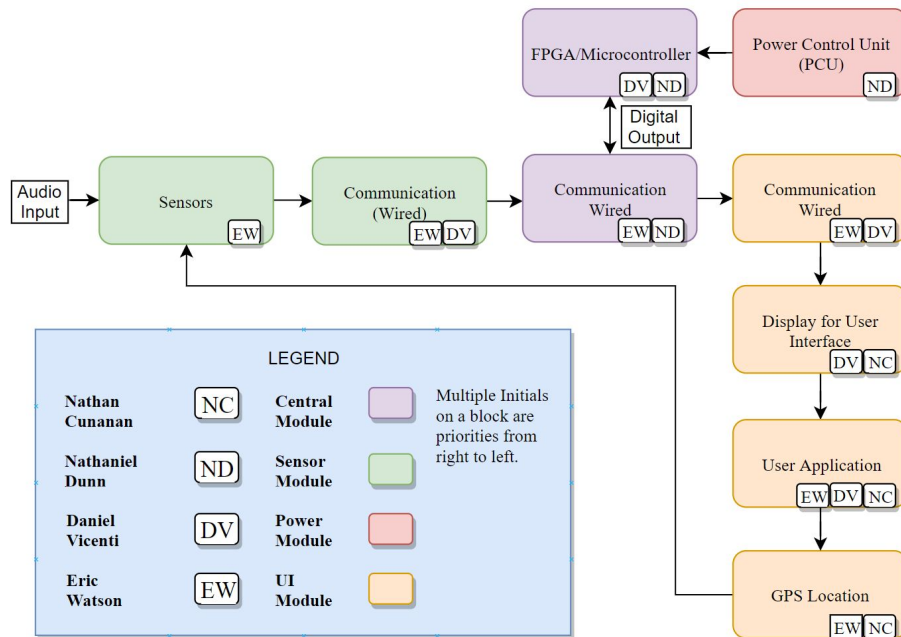 FPGA/Microcontroller
DV ND
Power Control Unit
(PCU)
ND
Digital
Output
Audio
Input
Sensors
EW
Communication
(Wired)
EW DV
Communication
Wired
EW ND
Communication
Wired
EW DV
Display for User
Interface
DV NC
User Application
EW DV NC
GPS Location
EW NC
LEGEND
Nathan
Cunanan
NC
Central
Module
Multiple Initials
on a block are
priorities from
right to left.
Nathaniel
Dunn
ND
Sensor
Module
Daniel
Vicenti
DV
Power
Module
Eric
Watson
EW
UI
Module